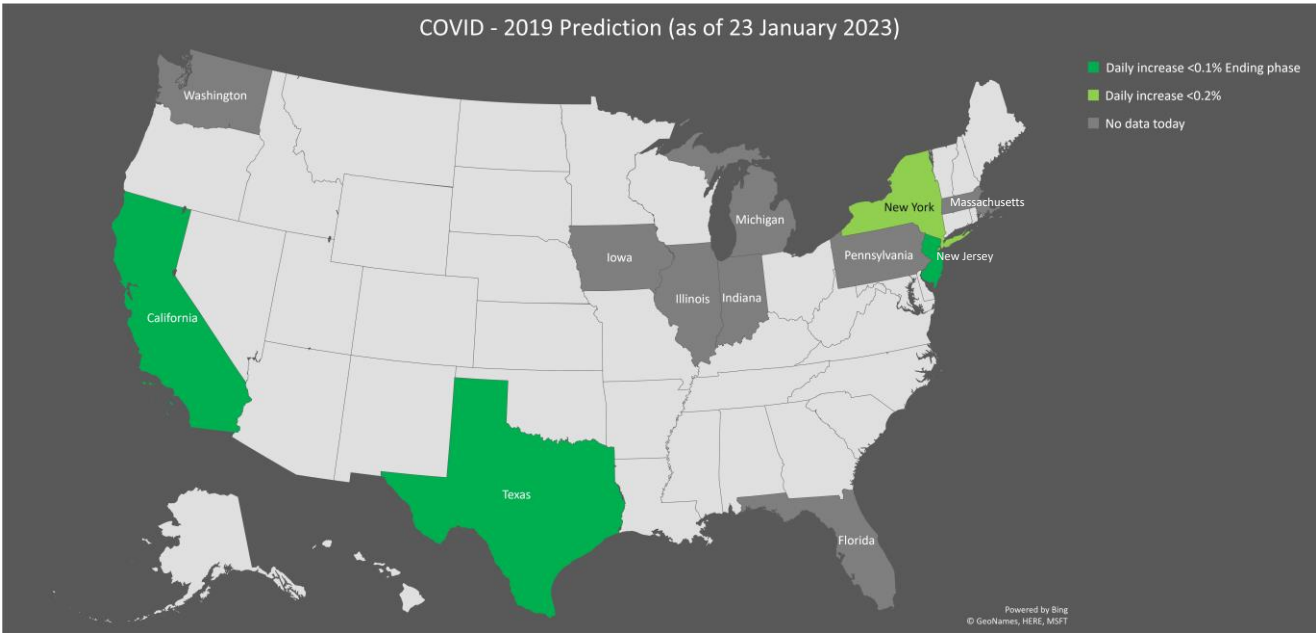 COVID - 2019 Prediction (as of 23 January 2023)
Daily increase <0.1% Ending phase
Daily increase <0.2%
No data today
Washington
Michigan
New York
Massachusetts
Iowa
Pennsylvania
New Jersey
Illinois
Indiana
California
Texas
Florida
Powered by Bing
© GeoNames, HERE, MSFT